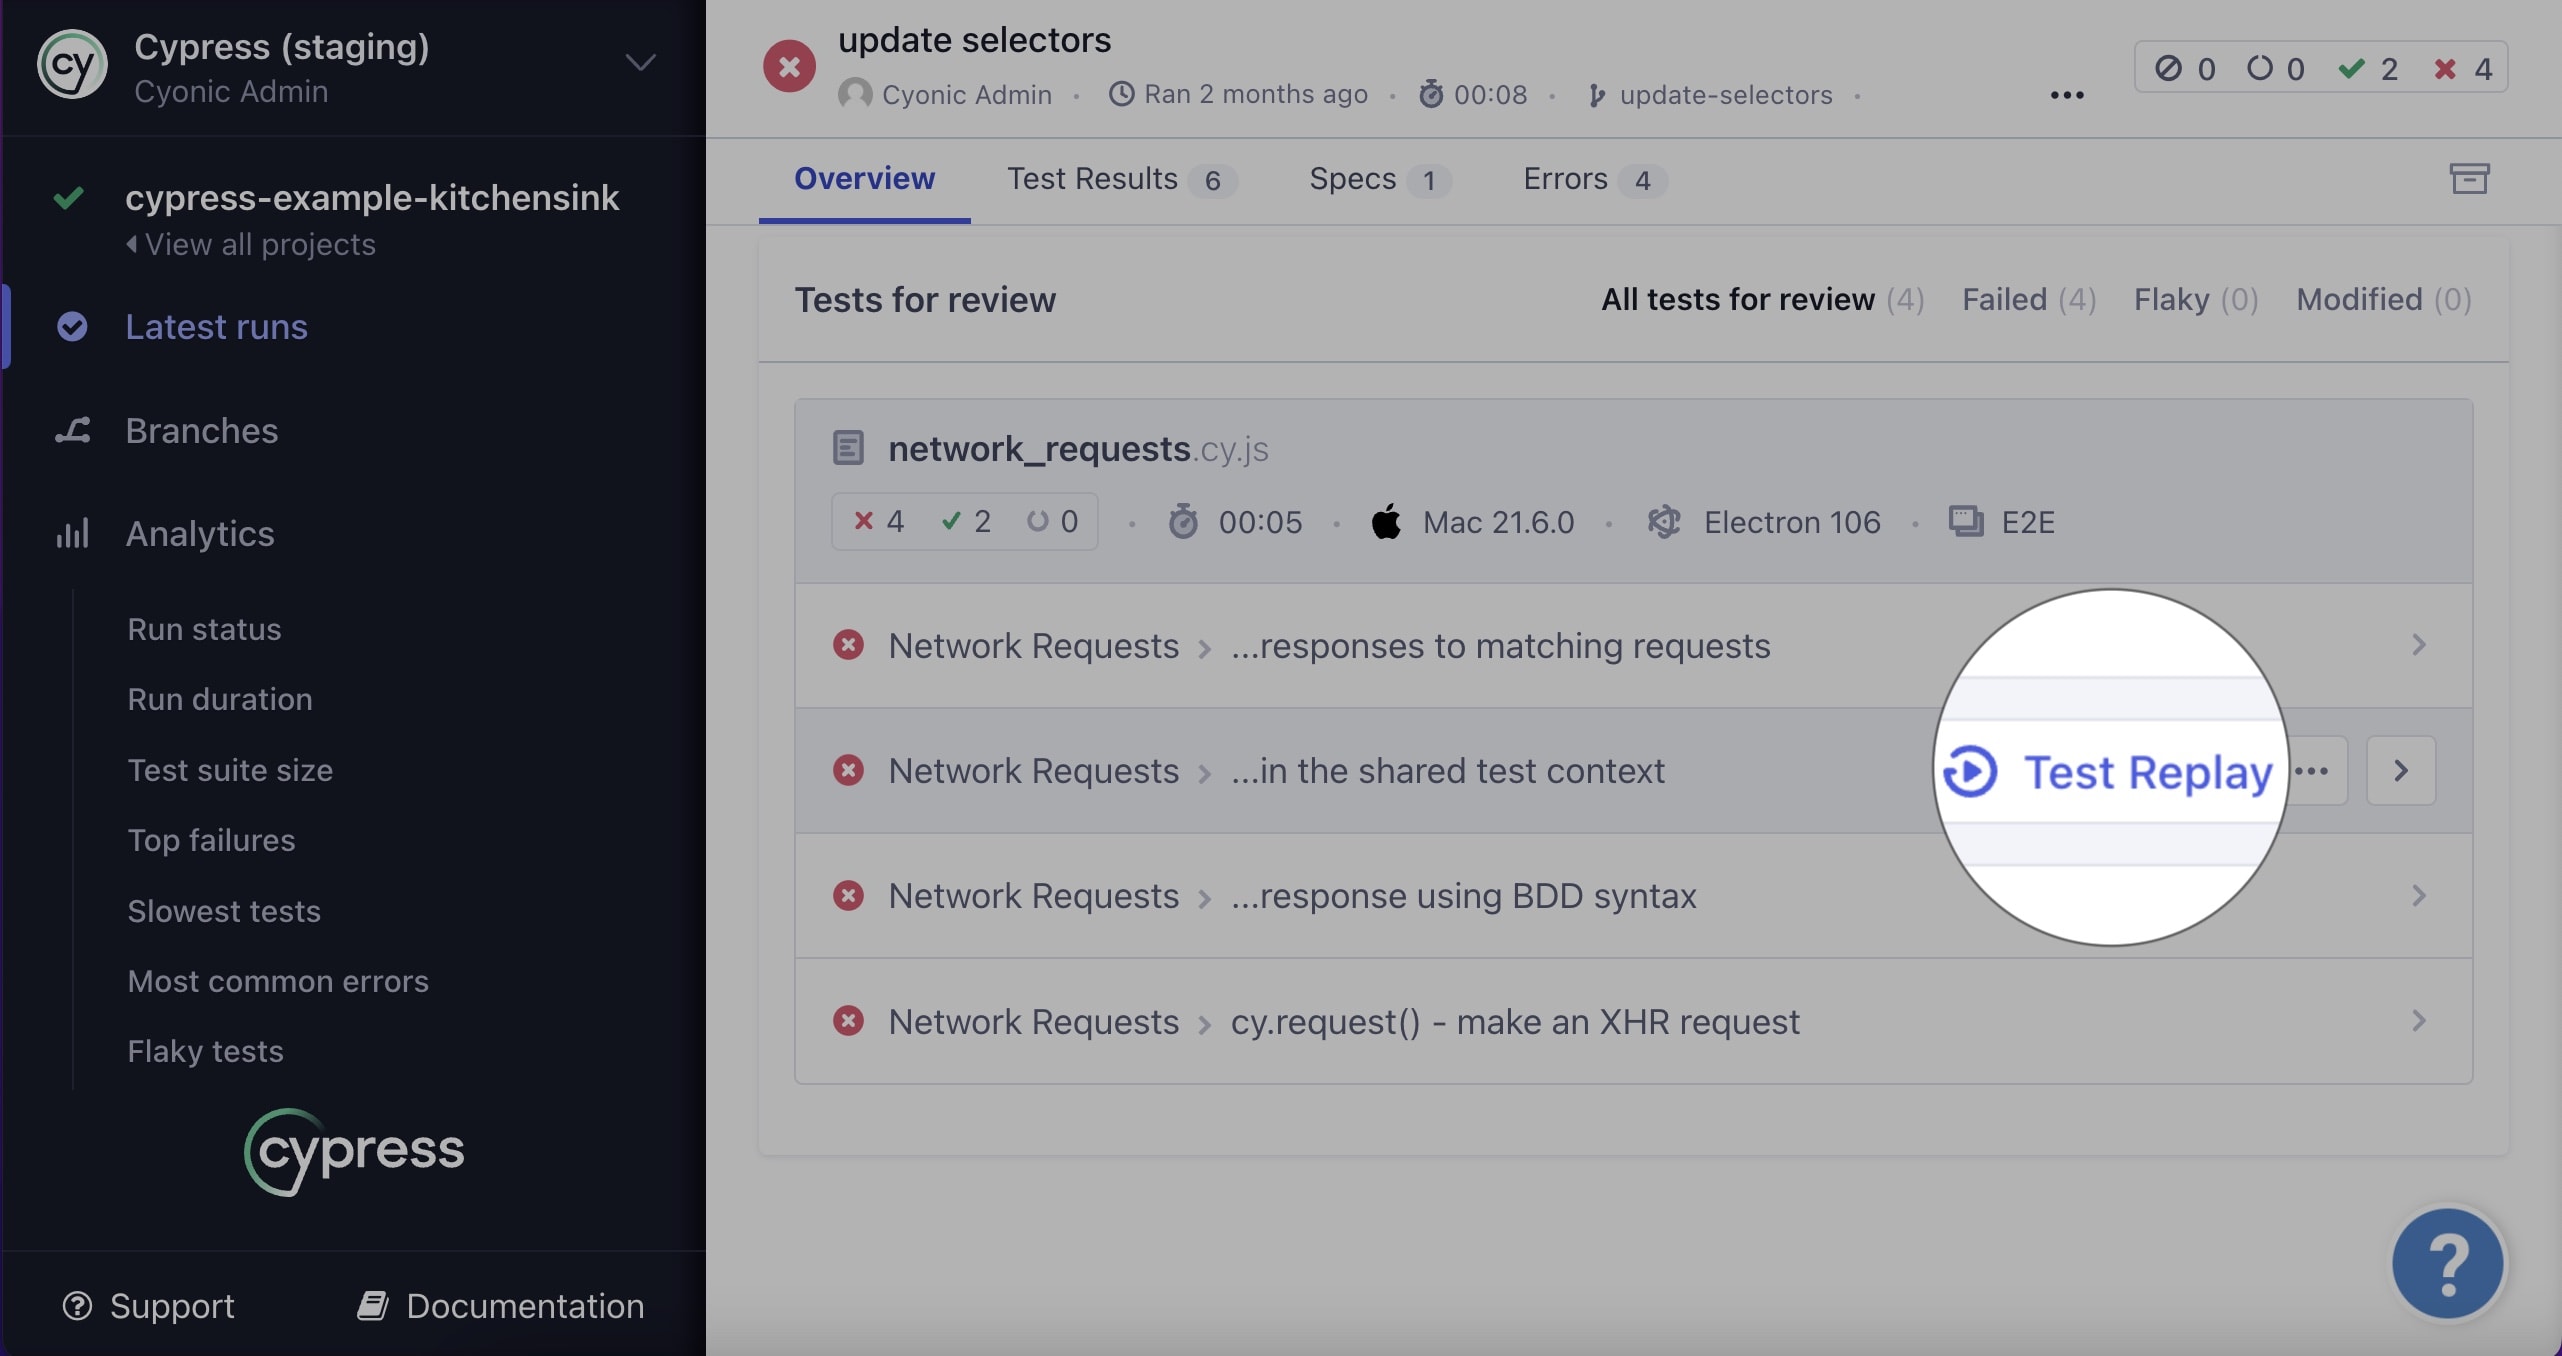 cy
Cypress (staging)
Cyonic Admin
cypress-example-kitchensink
View all projects
Latest runs
Branches
Analytics
Run status
Run duration
Test suite size
Top failures
Slowest tests
Most common errors
Flaky tests
cypress
Support
Documentation
update selectors
Cyonic Admin · Ran 2 months ago · 00:08 · update-selectors ·
0 0 2 4
Overview Test Results 6 Specs 1 Errors 4
Tests for review
All tests for review (4) Failed (4) Flaky (0) Modified (0)
network_requests.cy.js
4 2 0 · 00:05 · Mac 21.6.0 · Electron 106 · E2E
Network Requests > ...responses to matching requests
Network Requests > ...in the shared test context
Test Replay
Network Requests > ...response using BDD syntax
Network Requests > cy.request() - make an XHR request
?